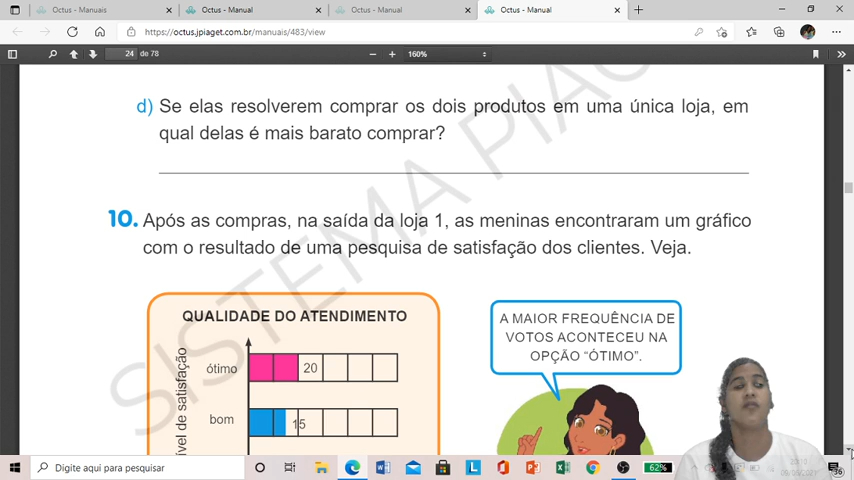 Octus - Manuais
Octus - Manual
Octus - Manual
Octus - Manual
https://octus.jpiaget.com.br/manuais/483/view
24 de 78
160%
d) Se elas resolverem comprar os dois produtos em uma única loja, em
qual delas é mais barato comprar?
10. Após as compras, na saída da loja 1, as meninas encontraram um gráfico
com o resultado de uma pesquisa de satisfação dos clientes. Veja.
SISTEMA PIAG
QUALIDADE DO ATENDIMENTO
ível de satisfação
ótimo 20
bom 15
A MAIOR FREQUÊNCIA DE
VOTOS ACONTECEU NA
OPÇÃO “ÓTIMO”.
Digite aqui para pesquisar
62%
36